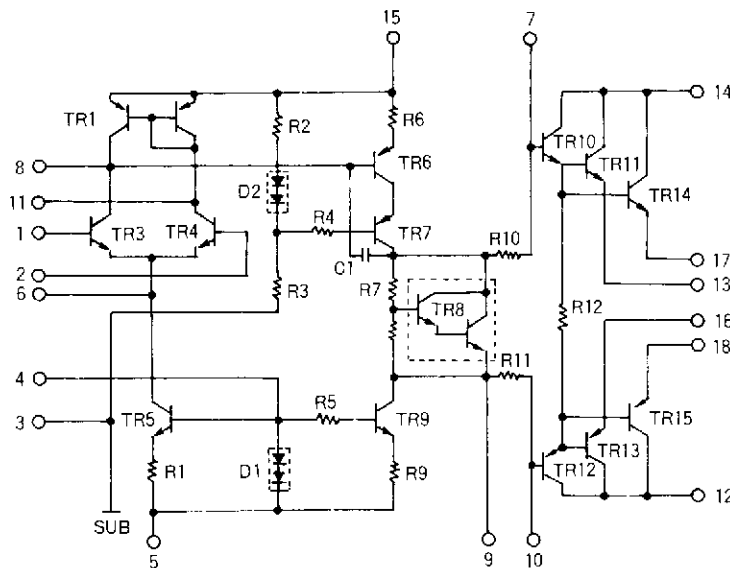 15
7
14
TR1
R2
R6
TR10
8
TR6
TR11
D2
TR14
11
R4
1
TR3
TR4
TR7
R10
2
C1
17
6
R3
R7
13
TR8
R12
16
18
4
R11
3
TR5
R5
TR9
TR15
R1
D1
R9
TR12
TR13
12
SUB
5
9
10